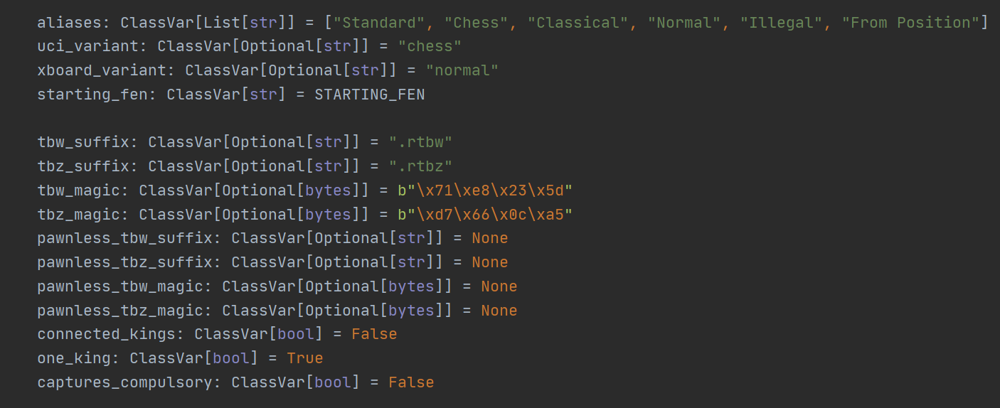 aliases: ClassVar[List[str]] = ["Standard", "Chess", "Classical", "Normal", "Illegal", "From Position"]
uci_variant: ClassVar[Optional[str]] = "chess"
xboard_variant: ClassVar[Optional[str]] = "normal"
starting_fen: ClassVar[str] = STARTING_FEN
tbw_suffix: ClassVar[Optional[str]] = ".rtbw"
tbz_suffix: ClassVar[Optional[str]] = ".rtbz"
tbw_magic: ClassVar[Optional[bytes]] = b"\x71\xe8\x23\x5d"
tbz_magic: ClassVar[Optional[bytes]] = b"\xd7\x66\x0c\xa5"
pawnless_tbw_suffix: ClassVar[Optional[str]] = None
pawnless_tbz_suffix: ClassVar[Optional[str]] = None
pawnless_tbw_magic: ClassVar[Optional[bytes]] = None
pawnless_tbz_magic: ClassVar[Optional[bytes]] = None
connected_kings: ClassVar[bool] = False
one_king: ClassVar[bool] = True
captures_compulsory: ClassVar[bool] = False